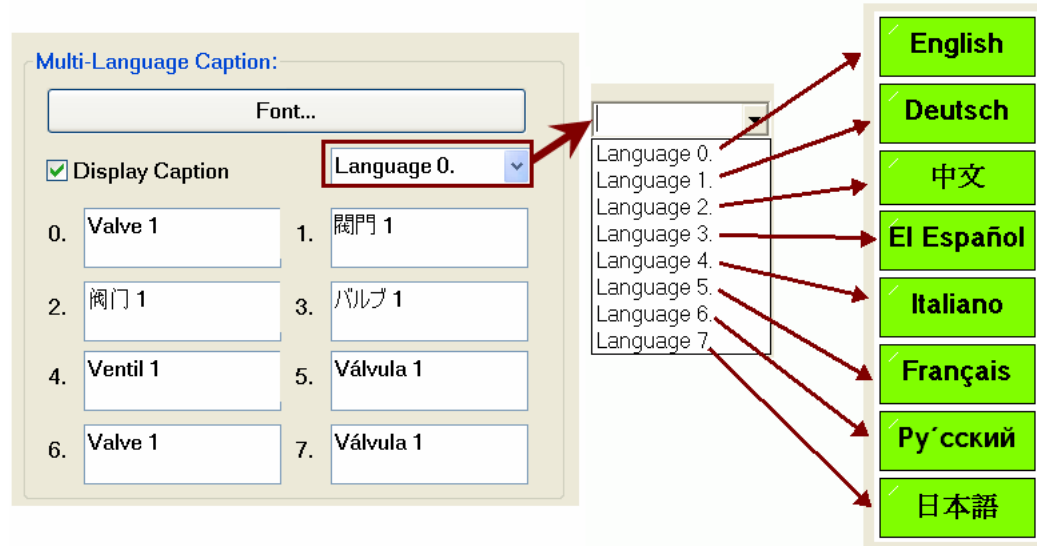 Multi-Language Caption:
Font...
Display Caption
Language 0.
0. Valve 1
1. 閥門 1
2. 阀门 1
3. バルブ 1
4. Ventil 1
5. Válvula 1
6. Valve 1
7. Válvula 1
Language 0.
Language 1.
Language 2.
Language 3.
Language 4.
Language 5.
Language 6.
Language 7.
English
Deutsch
中文
El Español
Italiano
Français
Ру´сский
日本語